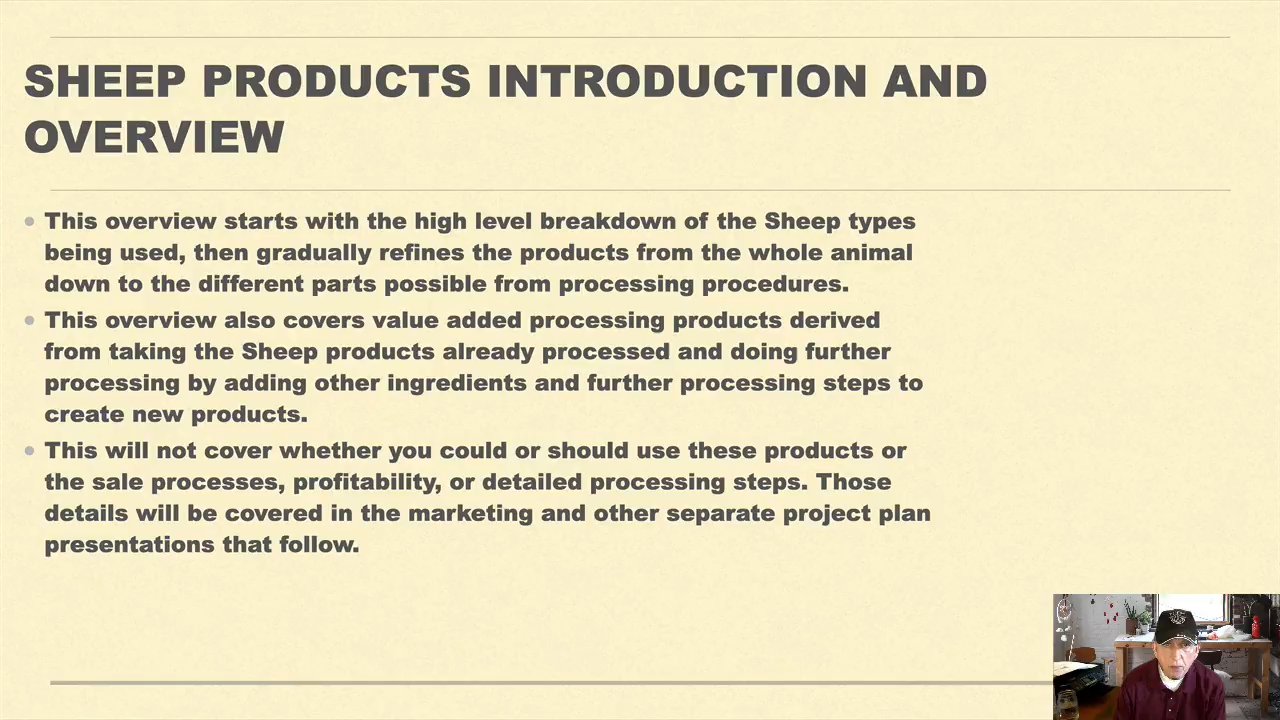 SHEEP PRODUCTS INTRODUCTION AND
OVERVIEW
This overview starts with the high level breakdown of the Sheep types
being used, then gradually refines the products from the whole animal
down to the different parts possible from processing procedures.
This overview also covers value added processing products derived
from taking the Sheep products already processed and doing further
processing by adding other ingredients and further processing steps to
create new products.
This will not cover whether you could or should use these products or
the sale processes, profitability, or detailed processing steps. Those
details will be covered in the marketing and other separate project plan
presentations that follow.